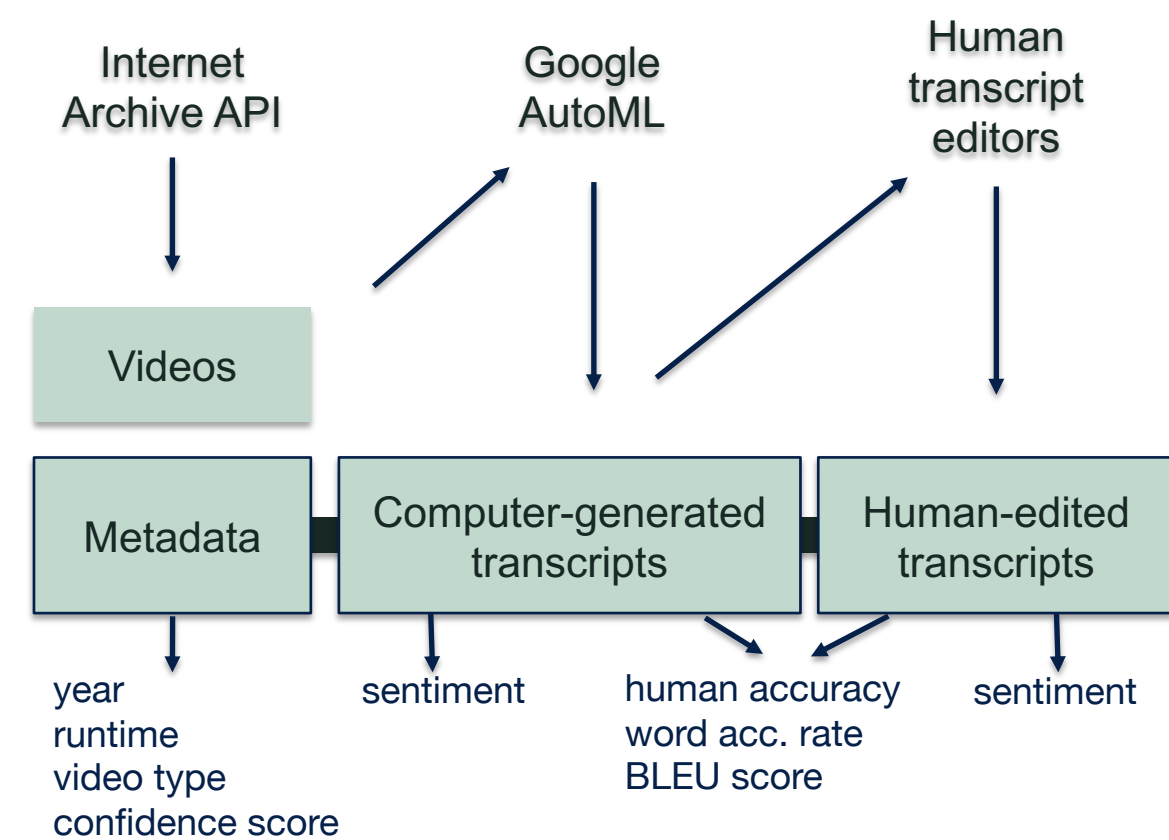 Internet
Archive API
Google
AutoML
Human
transcript
editors
Videos
Metadata
Computer-generated
transcripts
Human-edited
transcripts
year
runtime
video type
confidence score
sentiment
human accuracy
word acc. rate
BLEU score
sentiment